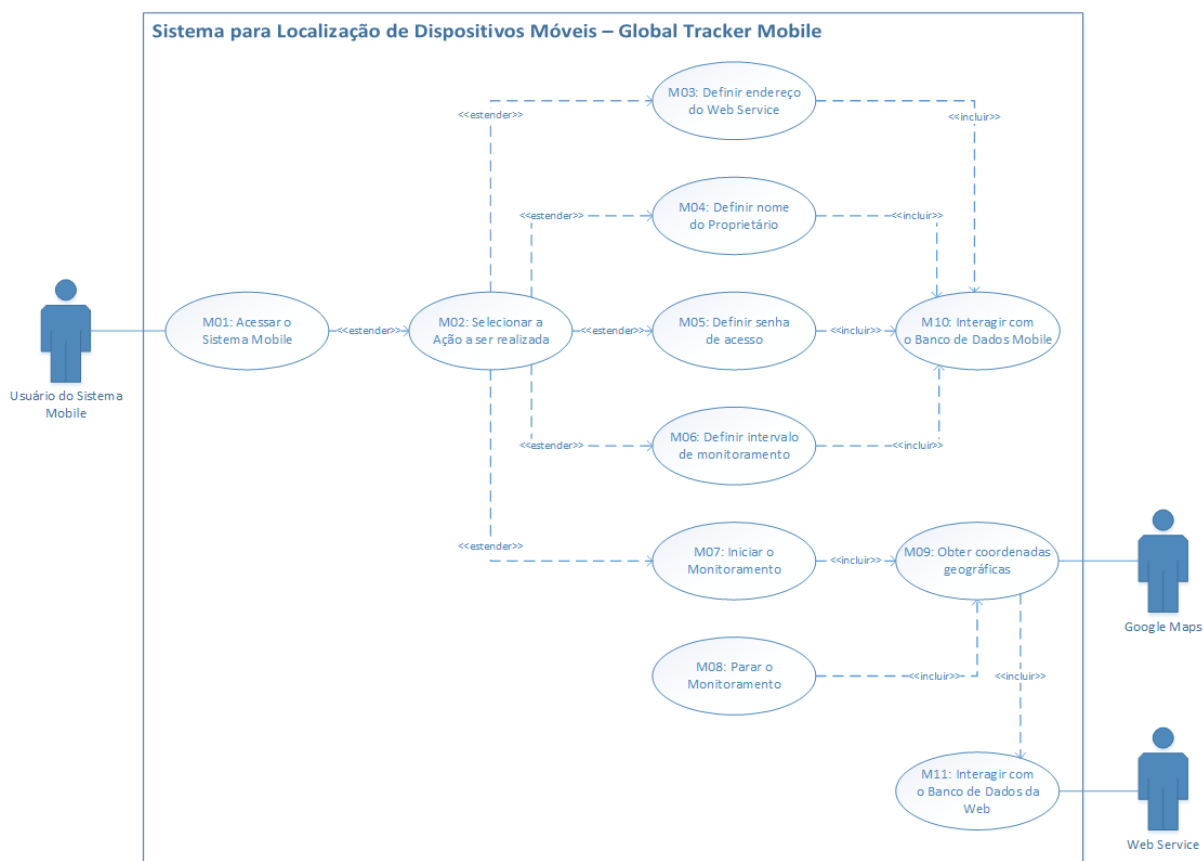 Sistema para Localização de Dispositivos Móveis – Global Tracker Mobile
M03: Definir endereço
do Web Service
<<estender>>
<<incluir>>
M04: Definir nome
do Proprietário
<<estender>>
<<incluir>>
M01: Acessar o
Sistema Mobile
<<estender>>
M02: Selecionar a
Ação a ser realizada
<<estender>>
M05: Definir senha
de acesso
<<incluir>>
M10: Interagir com
o Banco de Dados Mobile
Usuário do Sistema
Mobile
<<estender>>
M06: Definir intervalo
de monitoramento
<<incluir>>
<<estender>>
M07: Iniciar o
Monitoramento
<<incluir>>
M09: Obter coordenadas
geográficas
Google Maps
M08: Parar o
Monitoramento
<<incluir>>
<<incluir>>
M11: Interagir com
o Banco de Dados da
Web
Web Service